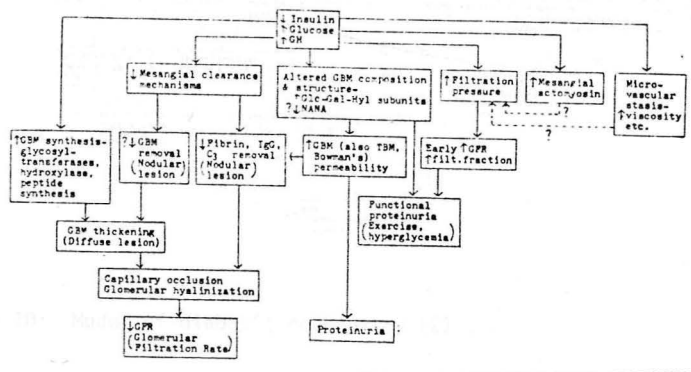 ↓ Insulin
↑ Glucose
↑ GH
↓ Mesangial clearance
mechanisms
Altered GBM composition
& structure-
↑ Glc-Gal-Hyl subunits
?↓ NANA
↑ Filtration
pressure
↑ Mesangial
actomyosin
Micro-
vascular
stasis-
↑ viscosity
etc.
?
?
↑GBM synthesis-
glycosyl-
transferases,
hydroxylase,
peptide
synthesis
?↓GBM
removal
(Nodular)
lesion
↓Fibrin, IgG,
C3 removal
(Nodular)
lesion
↑GBM (also TBM,
Bowman's)
permeability
Early ↑GFR
↑filt.fraction
GBM thickening
(Diffuse lesion)
Functional
proteinuria
(Exercise,
hyperglycemia)
Capillary occlusion
Glomerular hyalinization
↓GFR
(Glomerular
Filtration Rate)
Proteinuria